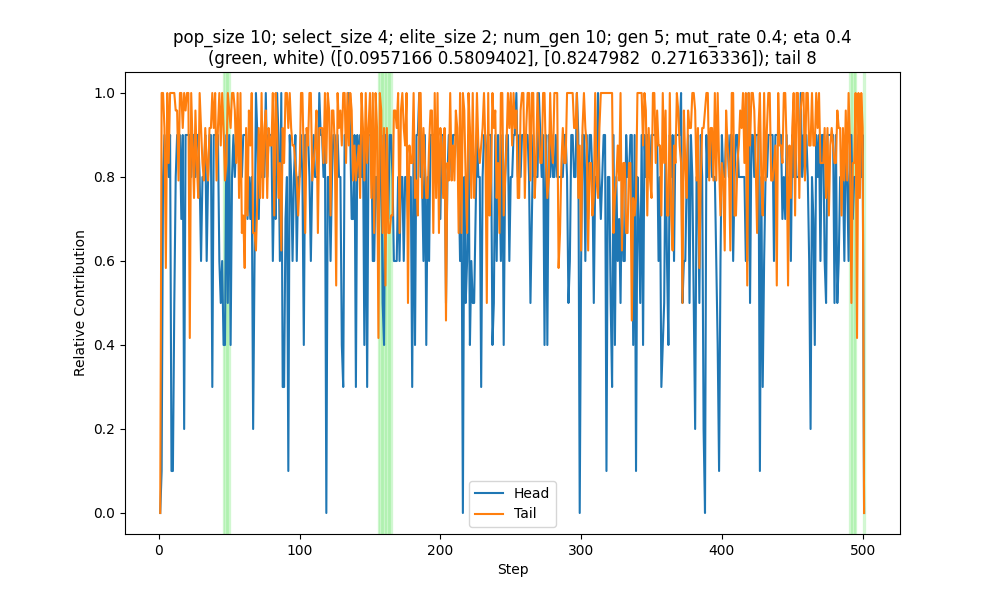 pop_size 10; select_size 4; elite_size 2; num_gen 10; gen 5; mut_rate 0.4; eta 0.4
(green, white) ([0.0957166 0.5809402], [0.8247982  0.27163336]); tail 8
1.0
0.8
0.6
0.4
0.2
0.0
Relative Contribution
Head
Tail
0
100
200
300
400
500
Step